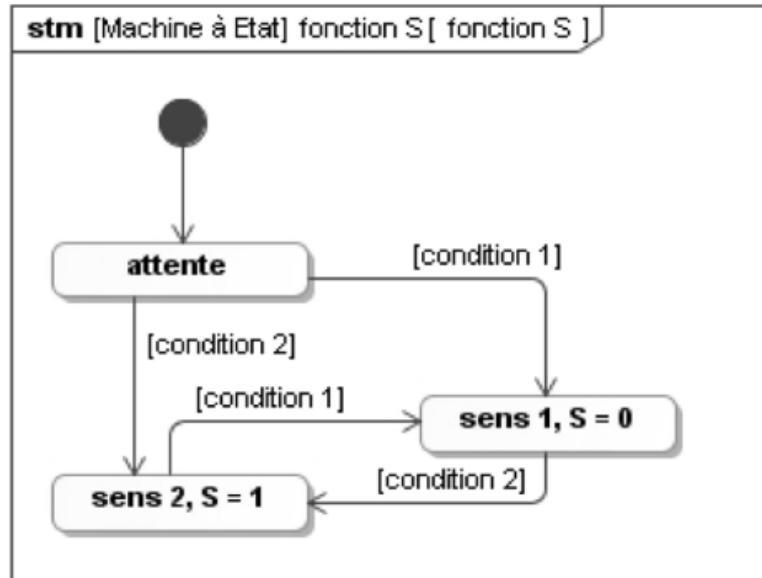 stm [Machine à Etat] fonction S[ fonction S ]
attente
[condition 1]
[condition 2]
[condition 1]
sens 1, S = 0
[condition 2]
sens 2, S = 1